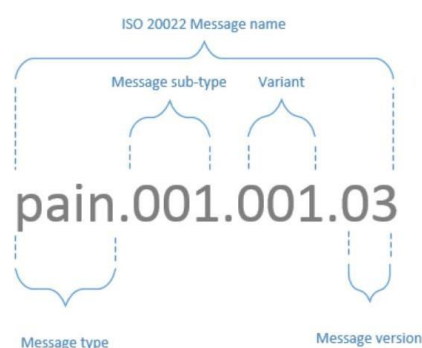 ISO 20022 Message name
Message sub-type Variant
pain.001.001.03
Message type Message version